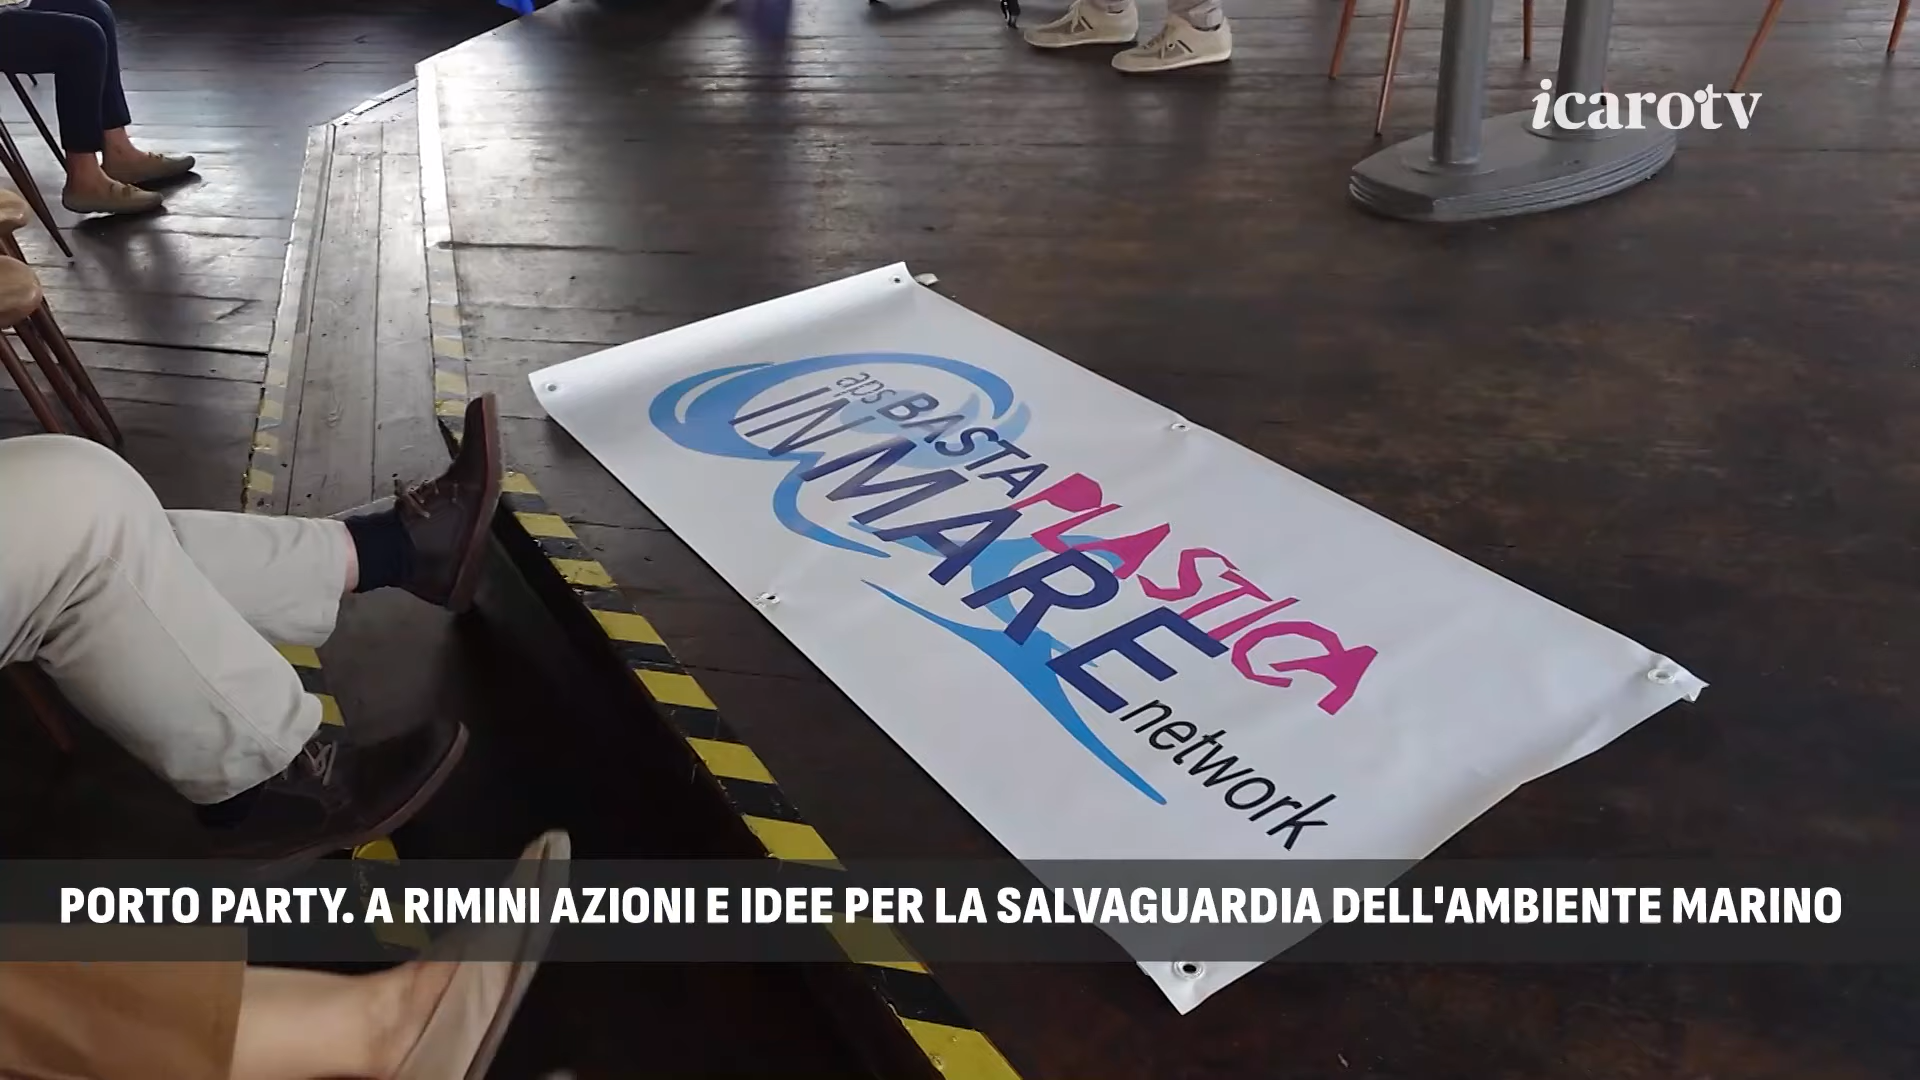 icarotv
aps BASTA PLASTICA
IN MARE network
PORTO PARTY. A RIMINI AZIONI E IDEE PER LA SALVAGUARDIA DELL'AMBIENTE MARINO